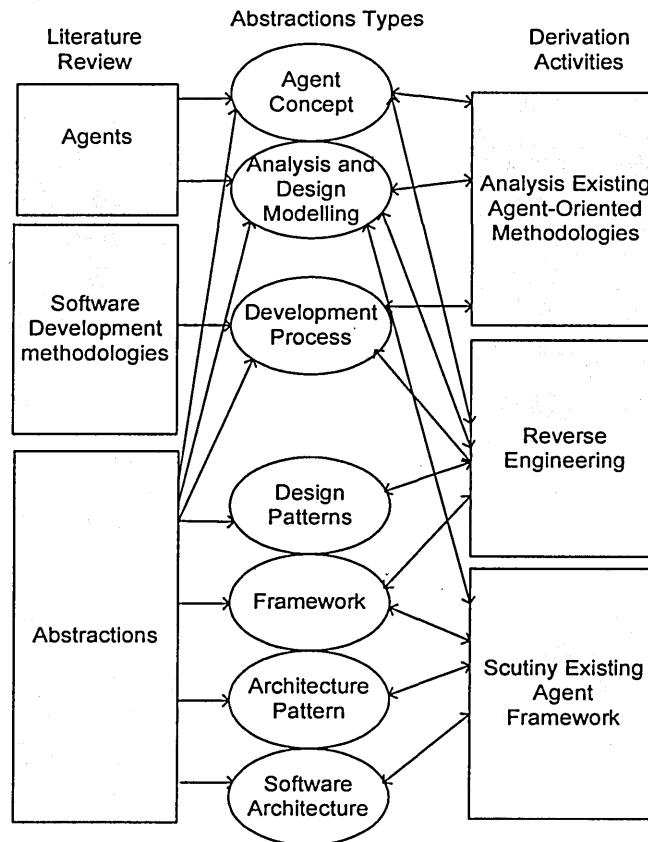 Literature
Review
Abstractions Types
Derivation
Activities
Agents
Software
Development
methodologies
Abstractions
Agent
Concept
Analysis and
Design
Modelling
Development
Process
Design
Patterns
Framework
Architecture
Pattern
Software
Architecture
Analysis Existing
Agent-Oriented
Methodologies
Reverse
Engineering
Scutiny Existing
Agent
Framework